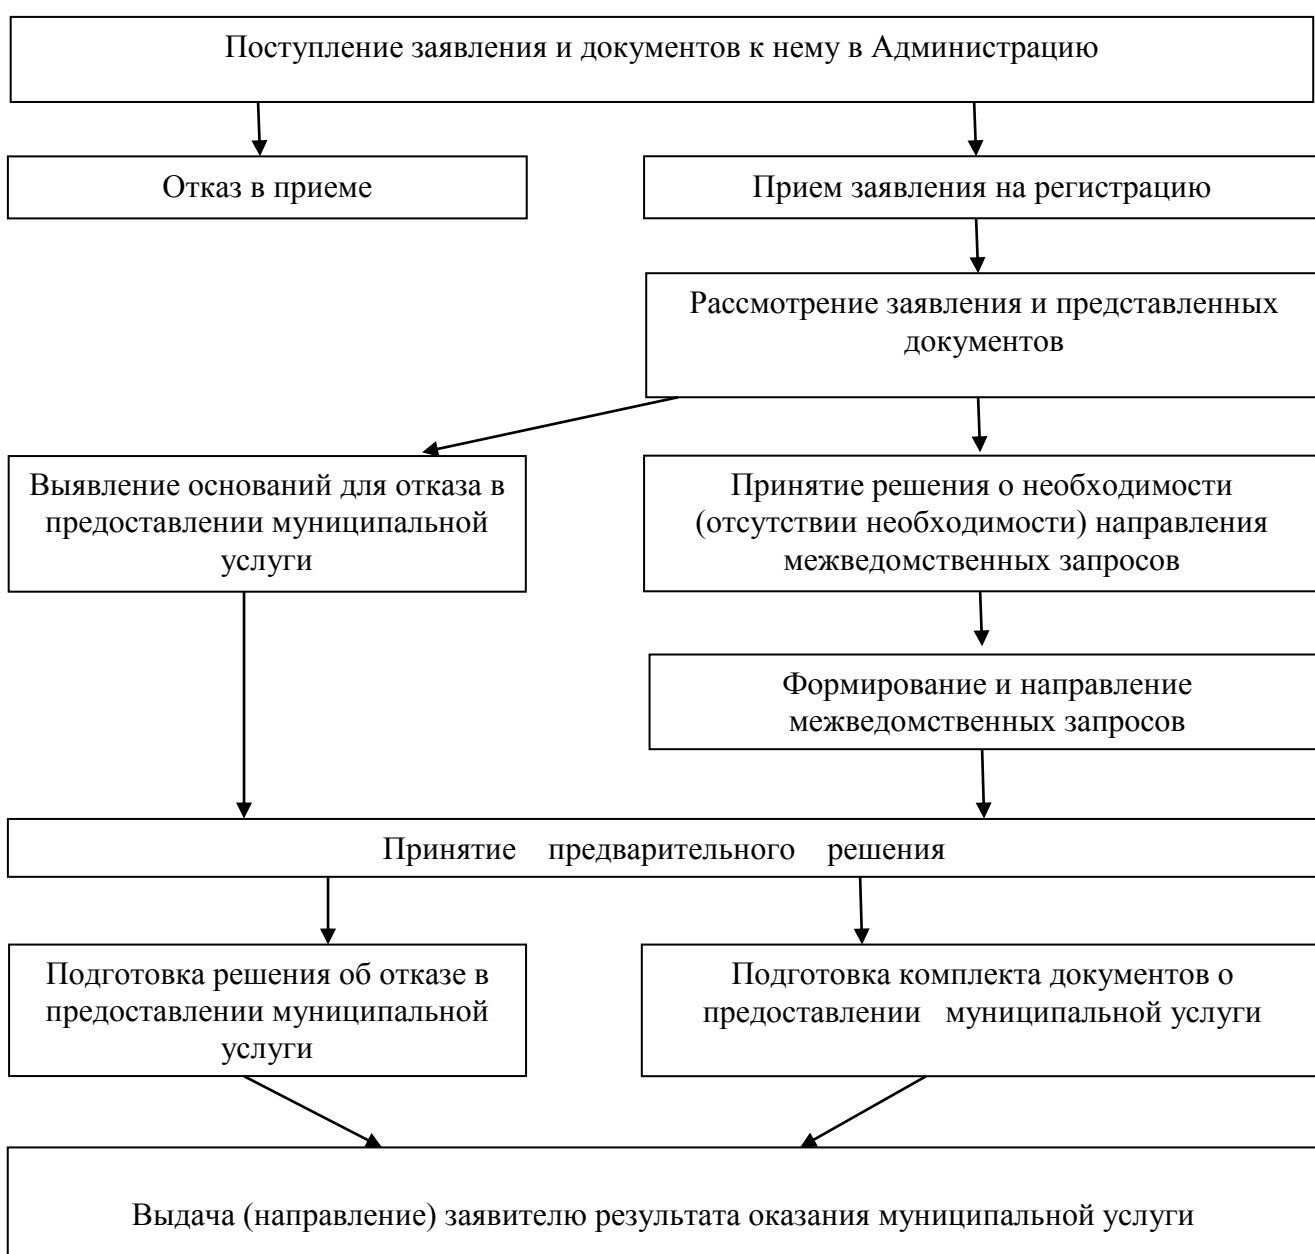 Поступление заявления и документов к нему в Администрацию
Отказ в приеме
Прием заявления на регистрацию
Рассмотрение заявления и представленных
документов
Выявление оснований для отказа в
предоставлении муниципальной
услуги
Принятие решения о необходимости
(отсутствии необходимости) направления
межведомственных запросов
Формирование и направление
межведомственных запросов
Принятие предварительного решения
Подготовка решения об отказе в
предоставлении муниципальной
услуги
Подготовка комплекта документов о
предоставлении муниципальной услуги
Выдача (направление) заявителю результата оказания муниципальной услуги